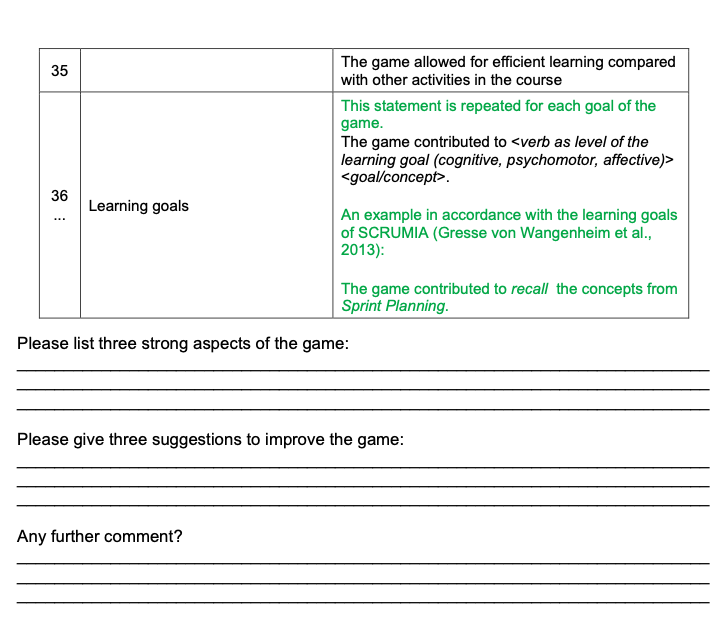 35
The game allowed for efficient learning compared
with other activities in the course
36
...
Learning goals
This statement is repeated for each goal of the
game.
The game contributed to <verb as level of the
learning goal (cognitive, psychomotor, affective)>
<goal/concept>.
An example in accordance with the learning goals
of SCRUMIA (Gresse von Wangenheim et al.,
2013):
The game contributed to recall the concepts from
Sprint Planning.
Please list three strong aspects of the game:
Please give three suggestions to improve the game:
Any further comment?